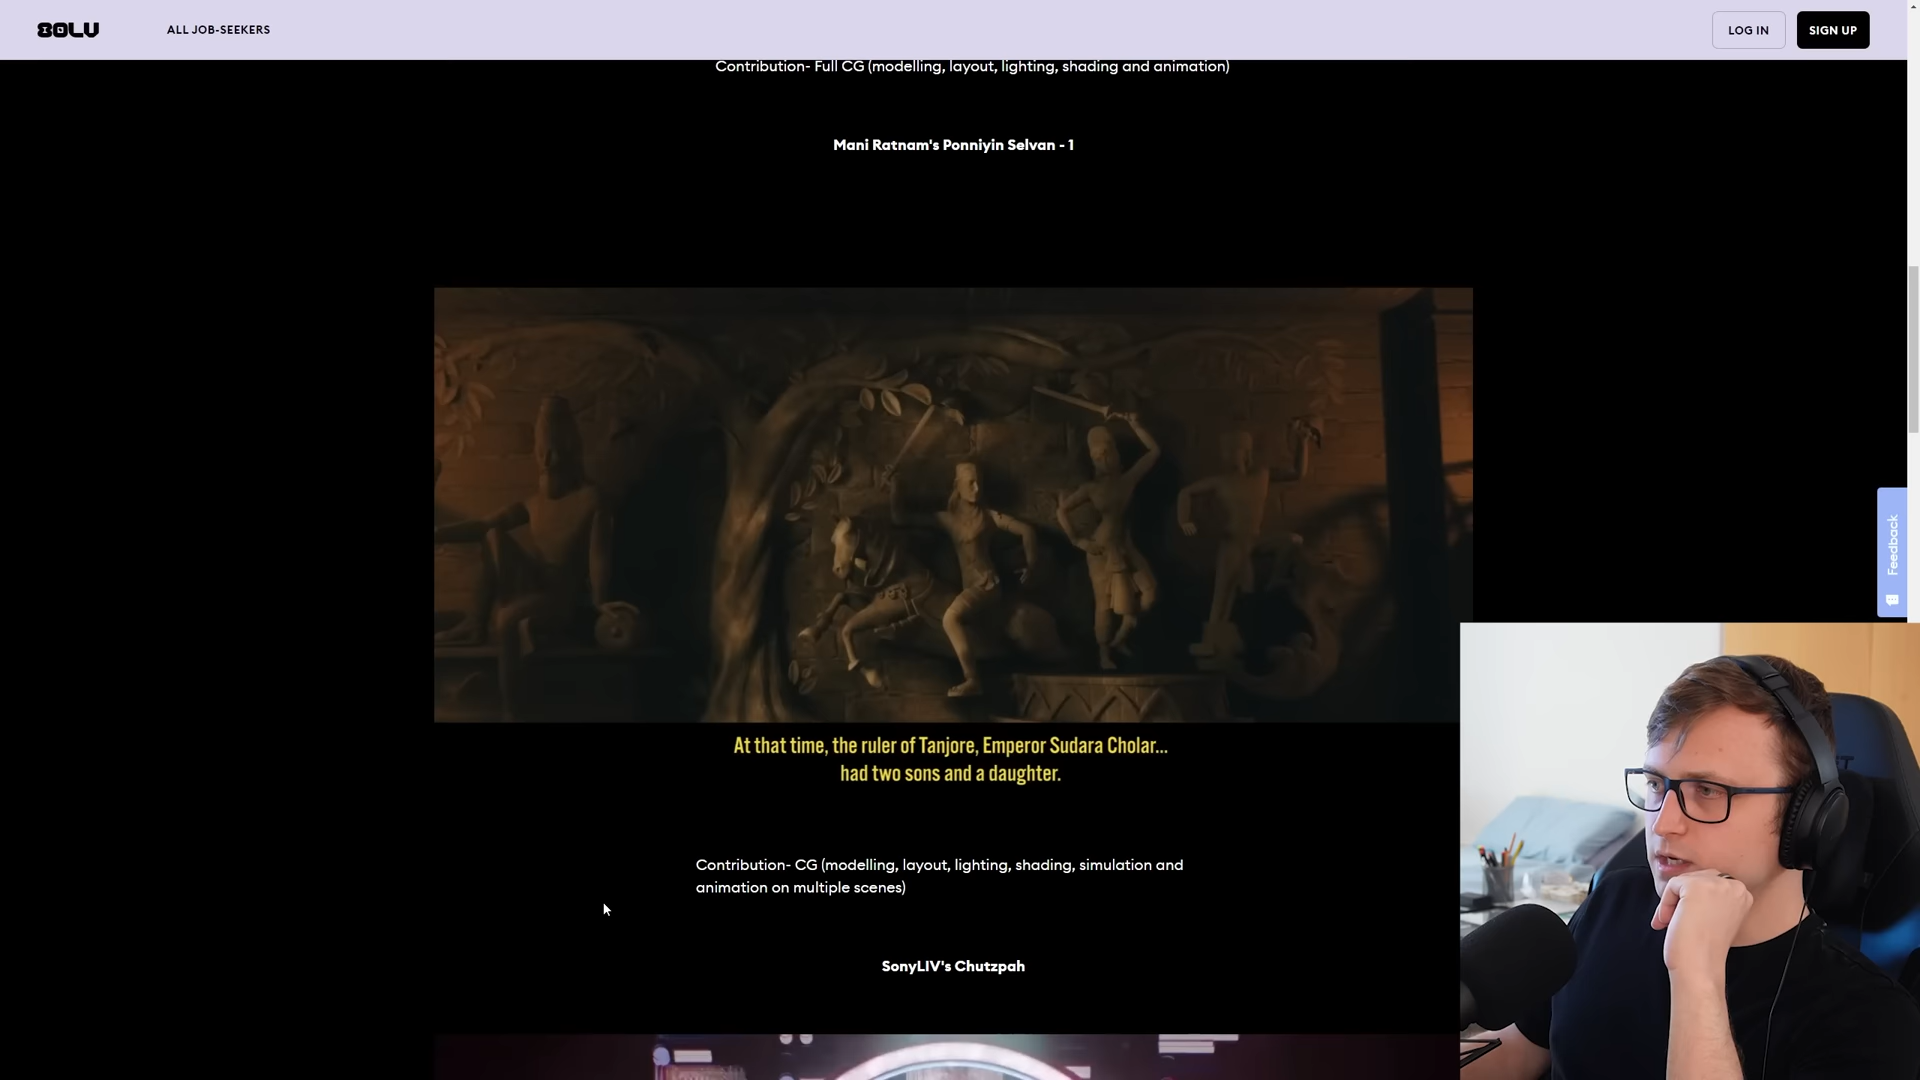 80LV
ALL JOB-SEEKERS
LOG IN
SIGN UP
Contribution- Full CG (modelling, layout, lighting, shading and animation)
Mani Ratnam's Ponniyin Selvan - 1
Feedback
At that time, the ruler of Tanjore, Emperor Sudara Cholar...
had two sons and a daughter.
Contribution- CG (modelling, layout, lighting, shading, simulation and
animation on multiple scenes)
SonyLIV's Chutzpah